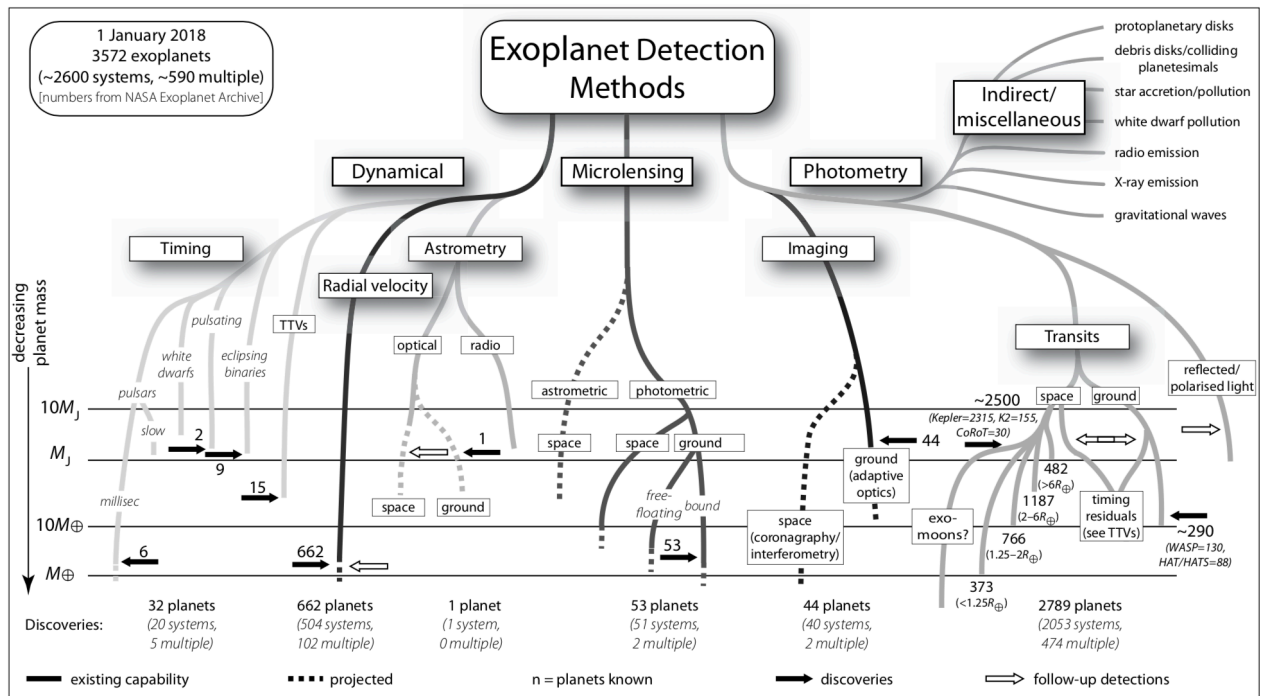 1 January 2018
3572 exoplanets
(~2600 systems, ~590 multiple)
[numbers from NASA Exoplanet Archive]
Exoplanet Detection
Methods
protoplanetary disks
debris disks/colliding
planetesimals
star accretion/pollution
white dwarf pollution
radio emission
X-ray emission
gravitational waves
Indirect/
miscellaneous
Dynamical
Microlensing
Photometry
Timing
Astrometry
Imaging
Radial velocity
Transits
decreasing
planet mass
pulsating
TTVs
white
dwarfs
eclipsing
binaries
pulsars
slow
millisec
optical
radio
astrometric
photometric
space
space
ground
space
ground
free-
floating
bound
ground
(adaptive
optics)
space
(coronagraphy/
interferometry)
~2500
(Kepler=2315, K2=155,
CoRoT=30)
space
ground
reflected/
polarised light
exo-
moons?
timing
residuals
(see TTVs)
482
(>6R⊕)
1187
(2–6R⊕)
766
(1.25–2R⊕)
373
(<1.25R⊕)
~290
(WASP=130,
HAT/HATS=88)
10MJ
MJ
10M⊕
M⊕
2
9
15
6
662
1
53
44
Discoveries:
32 planets
(20 systems,
5 multiple)
662 planets
(504 systems,
102 multiple)
1 planet
(1 system,
0 multiple)
53 planets
(51 systems,
2 multiple)
44 planets
(40 systems,
2 multiple)
2789 planets
(2053 systems,
474 multiple)
existing capability
projected
n = planets known
discoveries
follow-up detections